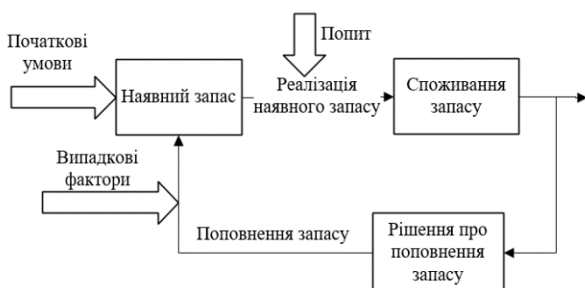 Попит
Початкові
умови
Наявний запас
Реалізація
наявного запасу
Споживання
запасу
Випадкові
фактори
Поповнення запасу
Рішення про
поповнення
запасу